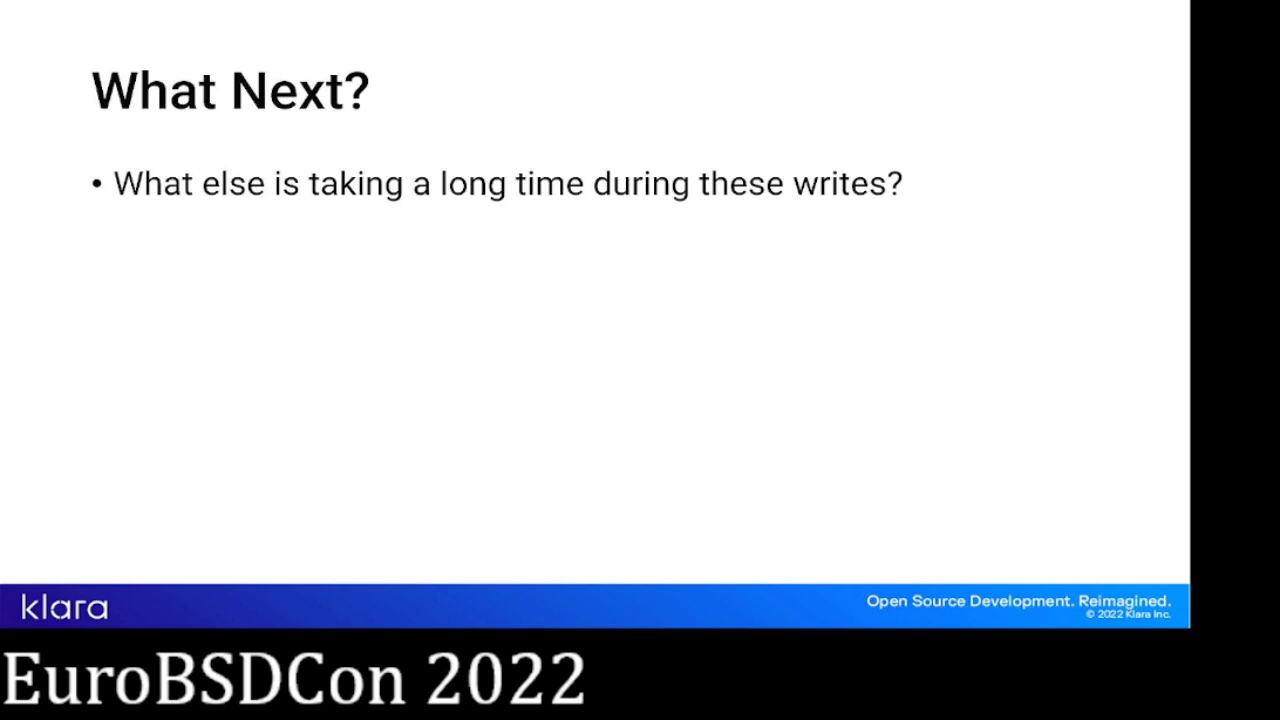 What Next?
• What else is taking a long time during these writes?
klara
Open Source Development. Reimagined.
© 2022 Klara Inc.
EuroBSDCon 2022